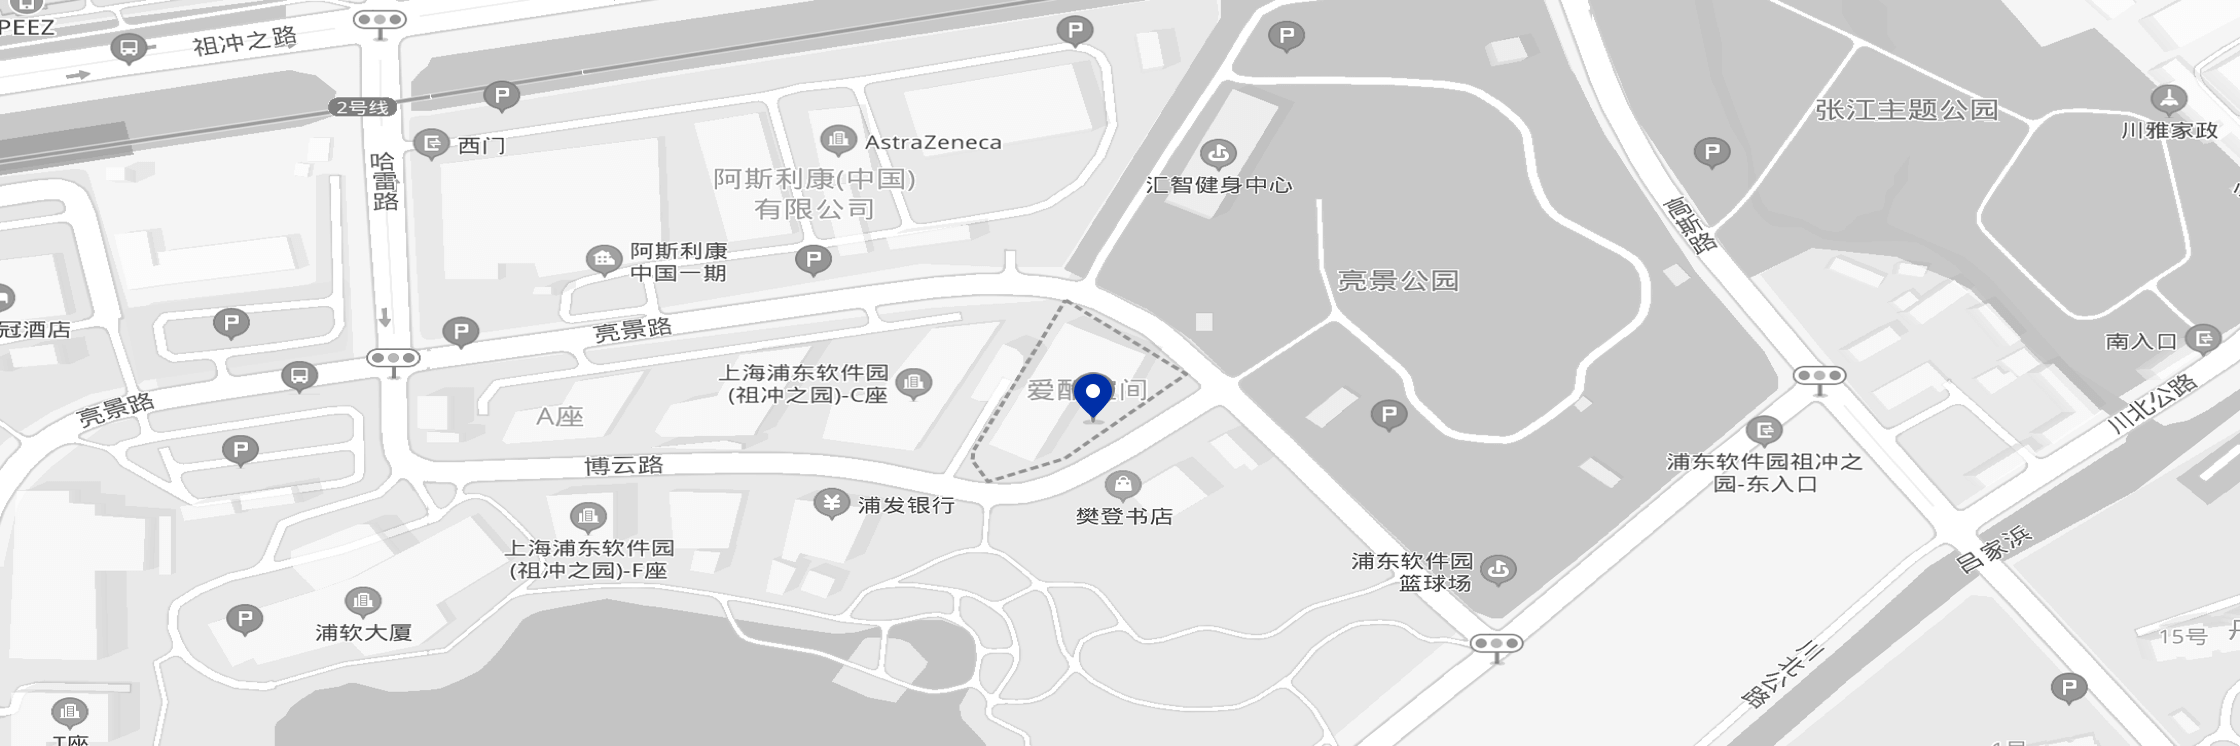 PEEZ
祖冲之路
P
P
P
2号线
张江主题公园
川雅家政
西门
AstraZeneca
P
哈雷路
阿斯利康(中国)
有限公司
汇智健身中心
高斯路
阿斯利康
中国一期
P
亮景公园
冠酒店
P
P
亮景路
南入口
上海浦东软件园
(祖冲之园)-C座
爱酷空间
亮景路
A座
P
川北公路
P
博云路
浦东软件园祖冲之
园-东入口
¥
浦发银行
樊登书店
上海浦东软件园
(祖冲之园)-F座
吕家浜
浦东软件园
篮球场
P
浦软大厦
15号
川北公路
P